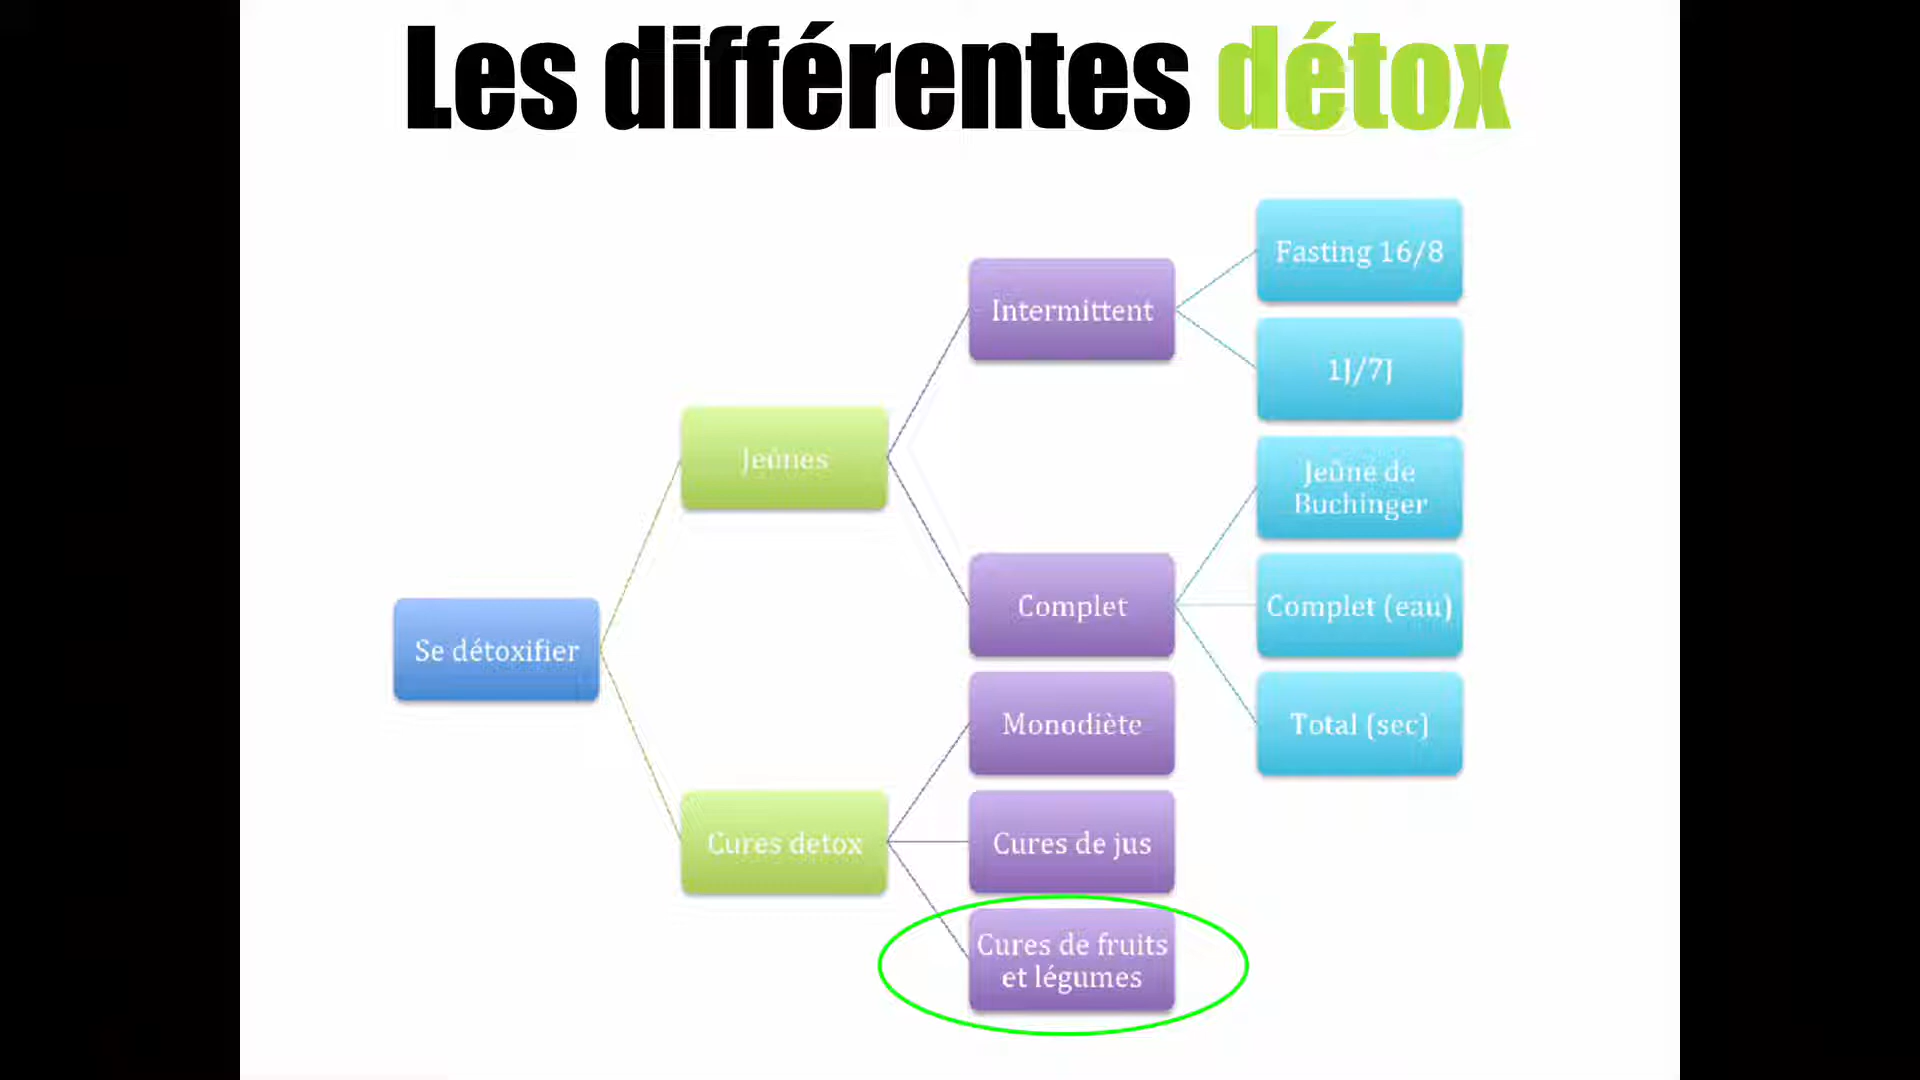 Les différentes détox
Fasting 16/8
Intermittent
1J/7J
Jeûnes
Jeûne de
Buchinger
Complet
Complet (eau)
Se détoxifier
Total (sec)
Monodiète
Cures detox
Cures de jus
Cures de fruits
et légumes